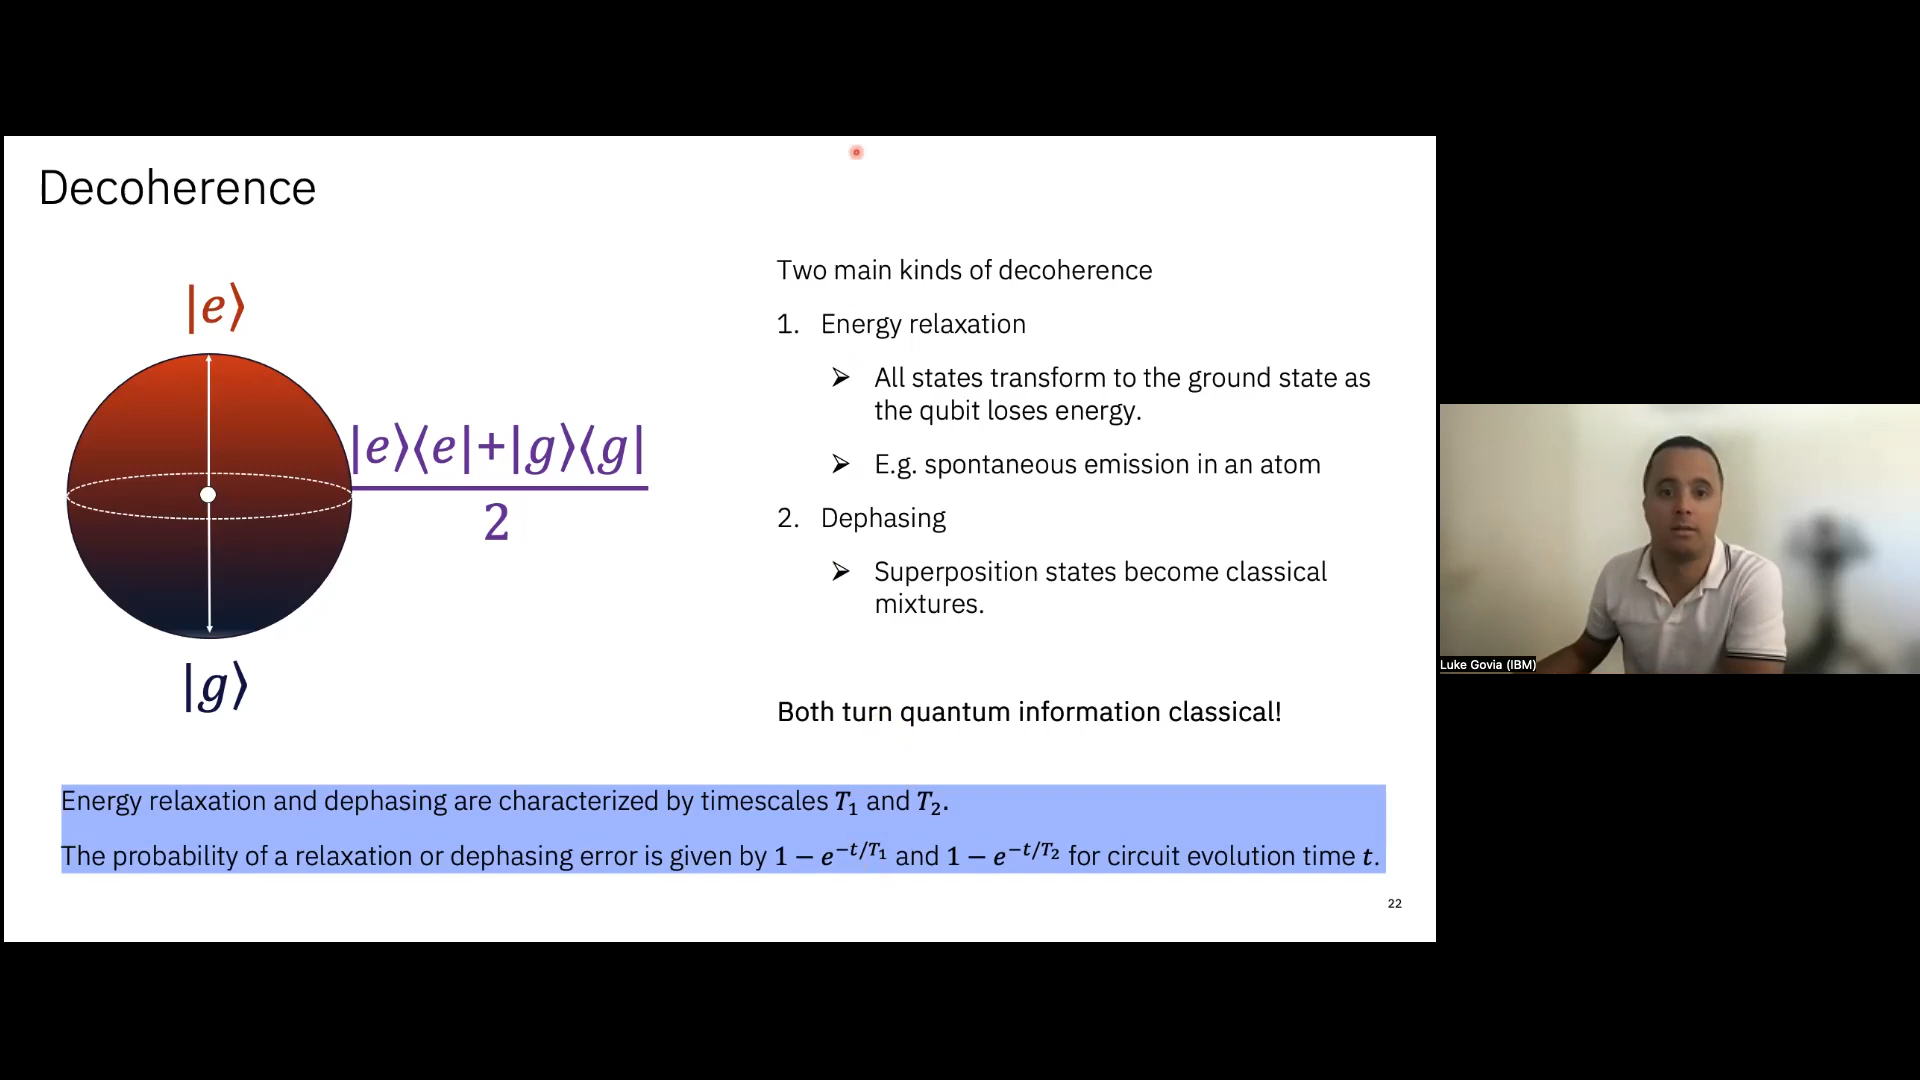 Decoherence
|e⟩
|e⟩⟨e|+|g⟩⟨g|
2
|g⟩
Two main kinds of decoherence
1. Energy relaxation
➢ All states transform to the ground state as
the qubit loses energy.
➢ E.g. spontaneous emission in an atom
2. Dephasing
➢ Superposition states become classical
mixtures.
Both turn quantum information classical!
Energy relaxation and dephasing are characterized by timescales T₁ and T₂.
The probability of a relaxation or dephasing error is given by 1 − e^{−t/T₁} and 1 − e^{−t/T₂} for circuit evolution time t.
22
Luke Govia (IBM)